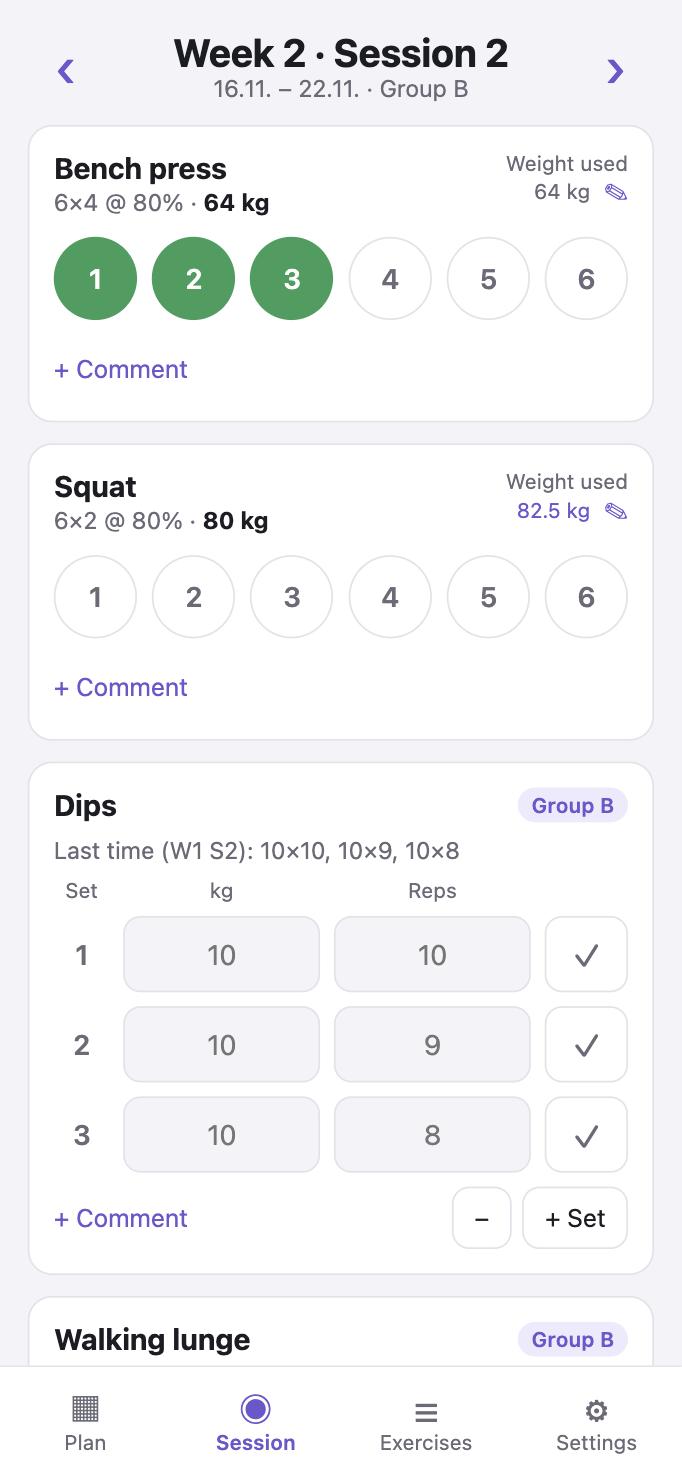 ‹
Week 2 · Session 2
›
16.11. – 22.11. · Group B
Bench press
Weight used
6×4 @ 80% · 64 kg
64 kg ✎
1 2 3 4 5 6
+ Comment
Squat
Weight used
6×2 @ 80% · 80 kg
82.5 kg ✎
1 2 3 4 5 6
+ Comment
Dips
Group B
Last time (W1 S2): 10×10, 10×9, 10×8
Set kg Reps
1 10 10 ✓
2 10 9 ✓
3 10 8 ✓
+ Comment – + Set
Walking lunge
Group B
Plan Session Exercises Settings